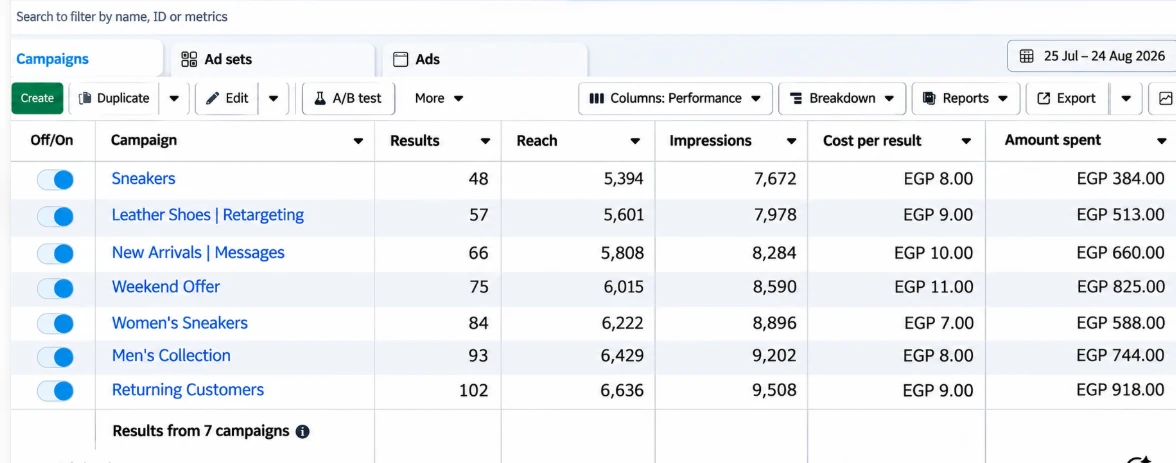 Search to filter by name, ID or metrics
Campaigns Ad sets Ads 25 Jul – 24 Aug 2026
Create Duplicate Edit A/B test More Columns: Performance Breakdown Reports Export
Off/On Campaign Results Reach Impressions Cost per result Amount spent
Sneakers 48 5,394 7,672 EGP 8.00 EGP 384.00
Leather Shoes | Retargeting 57 5,601 7,978 EGP 9.00 EGP 513.00
New Arrivals | Messages 66 5,808 8,284 EGP 10.00 EGP 660.00
Weekend Offer 75 6,015 8,590 EGP 11.00 EGP 825.00
Women's Sneakers 84 6,222 8,896 EGP 7.00 EGP 588.00
Men's Collection 93 6,429 9,202 EGP 8.00 EGP 744.00
Returning Customers 102 6,636 9,508 EGP 9.00 EGP 918.00
Results from 7 campaigns